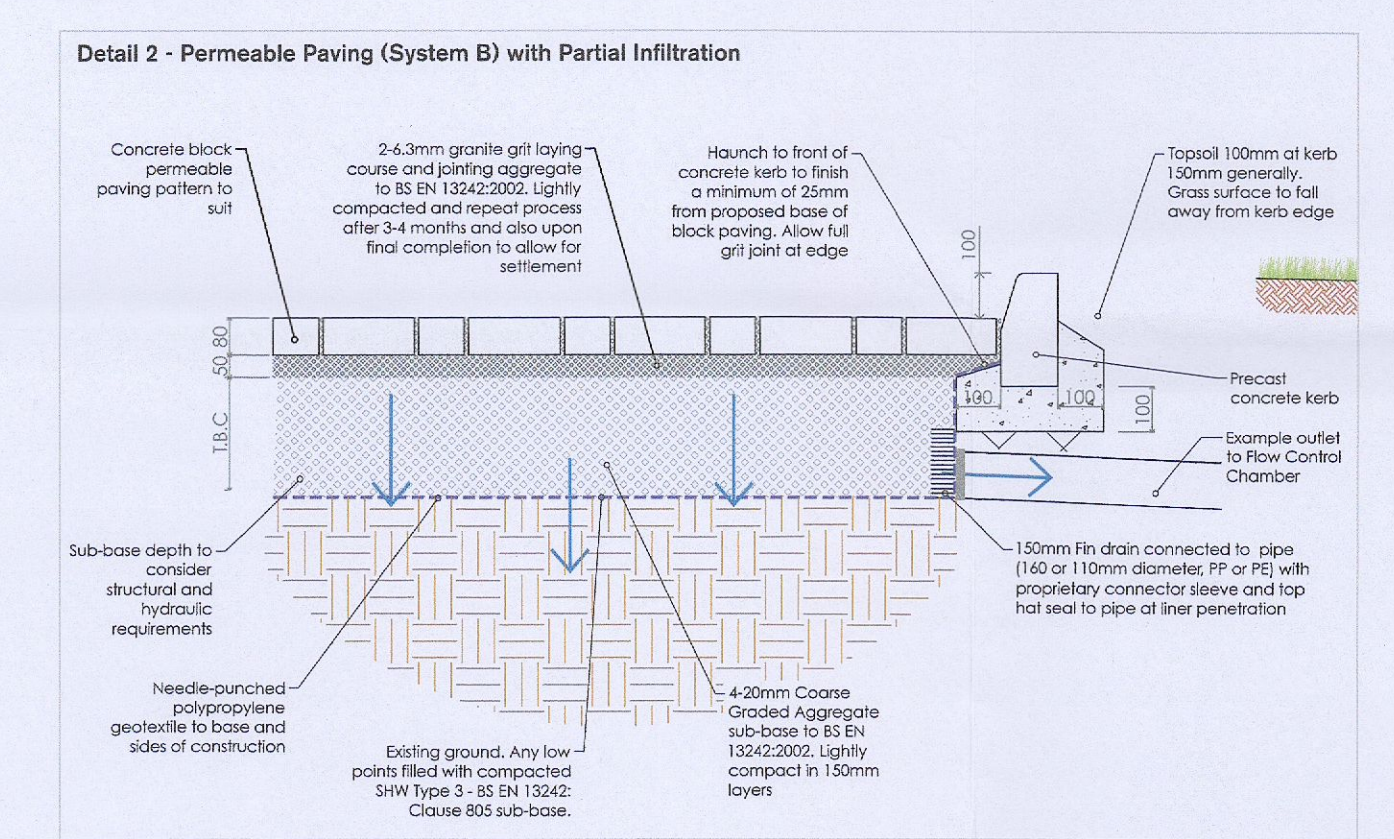 Detail 2 - Permeable Paving (System B) with Partial Infiltration
Concrete block
permeable
paving pattern to
suit
2-6.3mm granite grit laying
course and jointing aggregate
to BS EN 13242:2002. Lightly
compacted and repeat process
after 3-4 months and also upon
final completion to allow for
settlement
Haunch to front of
concrete kerb to finish
a minimum of 25mm
from proposed base of
block paving. Allow full
grit joint at edge
Topsoil 100mm at kerb
150mm generally.
Grass surface to fall
away from kerb edge
100
80
50
T.B.C
100
100
100
Precast
concrete kerb
Example outlet
to Flow Control
Chamber
Sub-base depth to
consider
structural and
hydraulic
requirements
150mm Fin drain connected to pipe
(160 or 110mm diameter, PP or PE) with
proprietary connector sleeve and top
hat seal to pipe at liner penetration
Needle-punched
polypropylene
geotextile to base and
sides of construction
Existing ground. Any low
points filled with compacted
SHW Type 3 - BS EN 13242:
Clause 805 sub-base.
4-20mm Coarse
Graded Aggregate
sub-base to BS EN
13242:2002. Lightly
compact in 150mm
layers